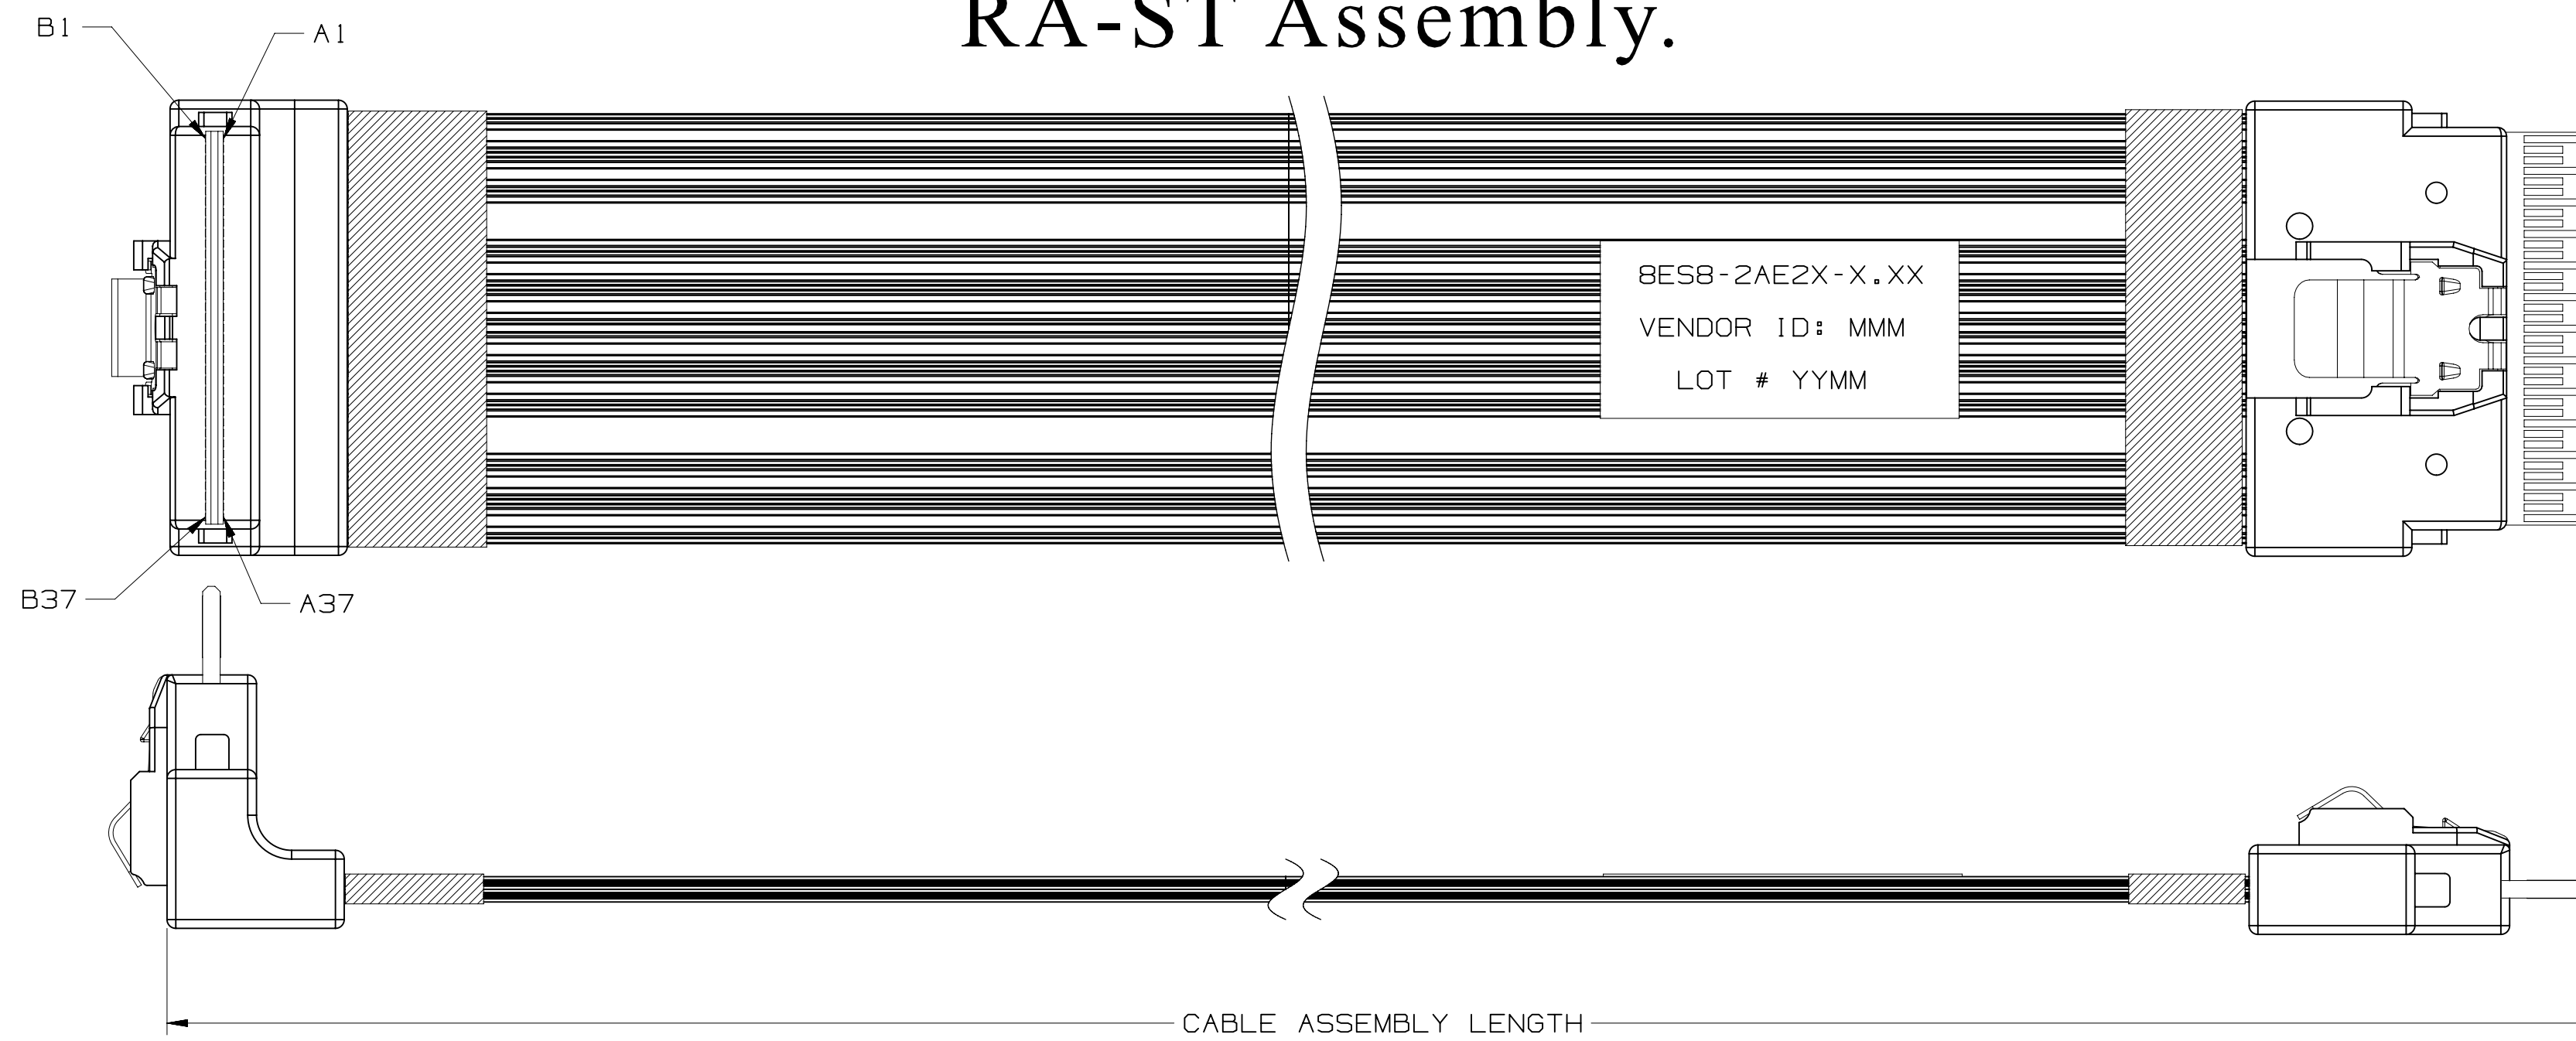 RA-ST Assembly.
B1
A1
8ES8-2AE2X-X.XX
VENDOR ID: MMM
LOT # YYMM
B37
A37
CABLE ASSEMBLY LENGTH